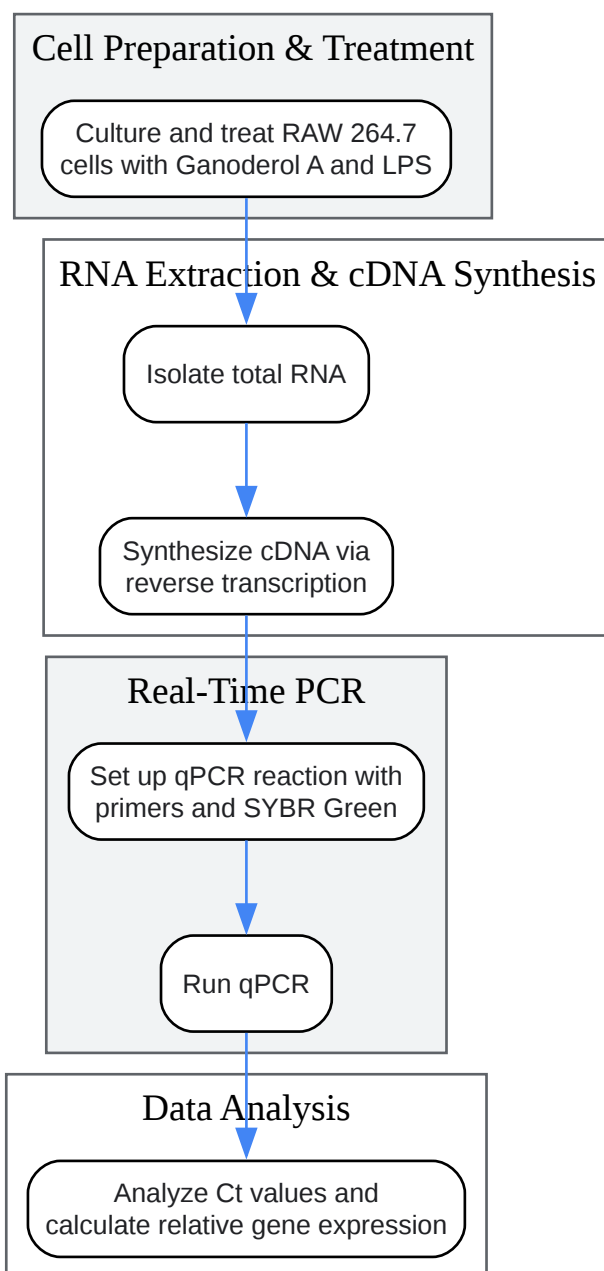 Cell Preparation & Treatment
Culture and treat RAW 264.7
cells with Ganoderol A and LPS
RNA Extraction & cDNA Synthesis
Isolate total RNA
Synthesize cDNA via
reverse transcription
Real-Time PCR
Set up qPCR reaction with
primers and SYBR Green
Run qPCR
Data Analysis
Analyze Ct values and
calculate relative gene expression